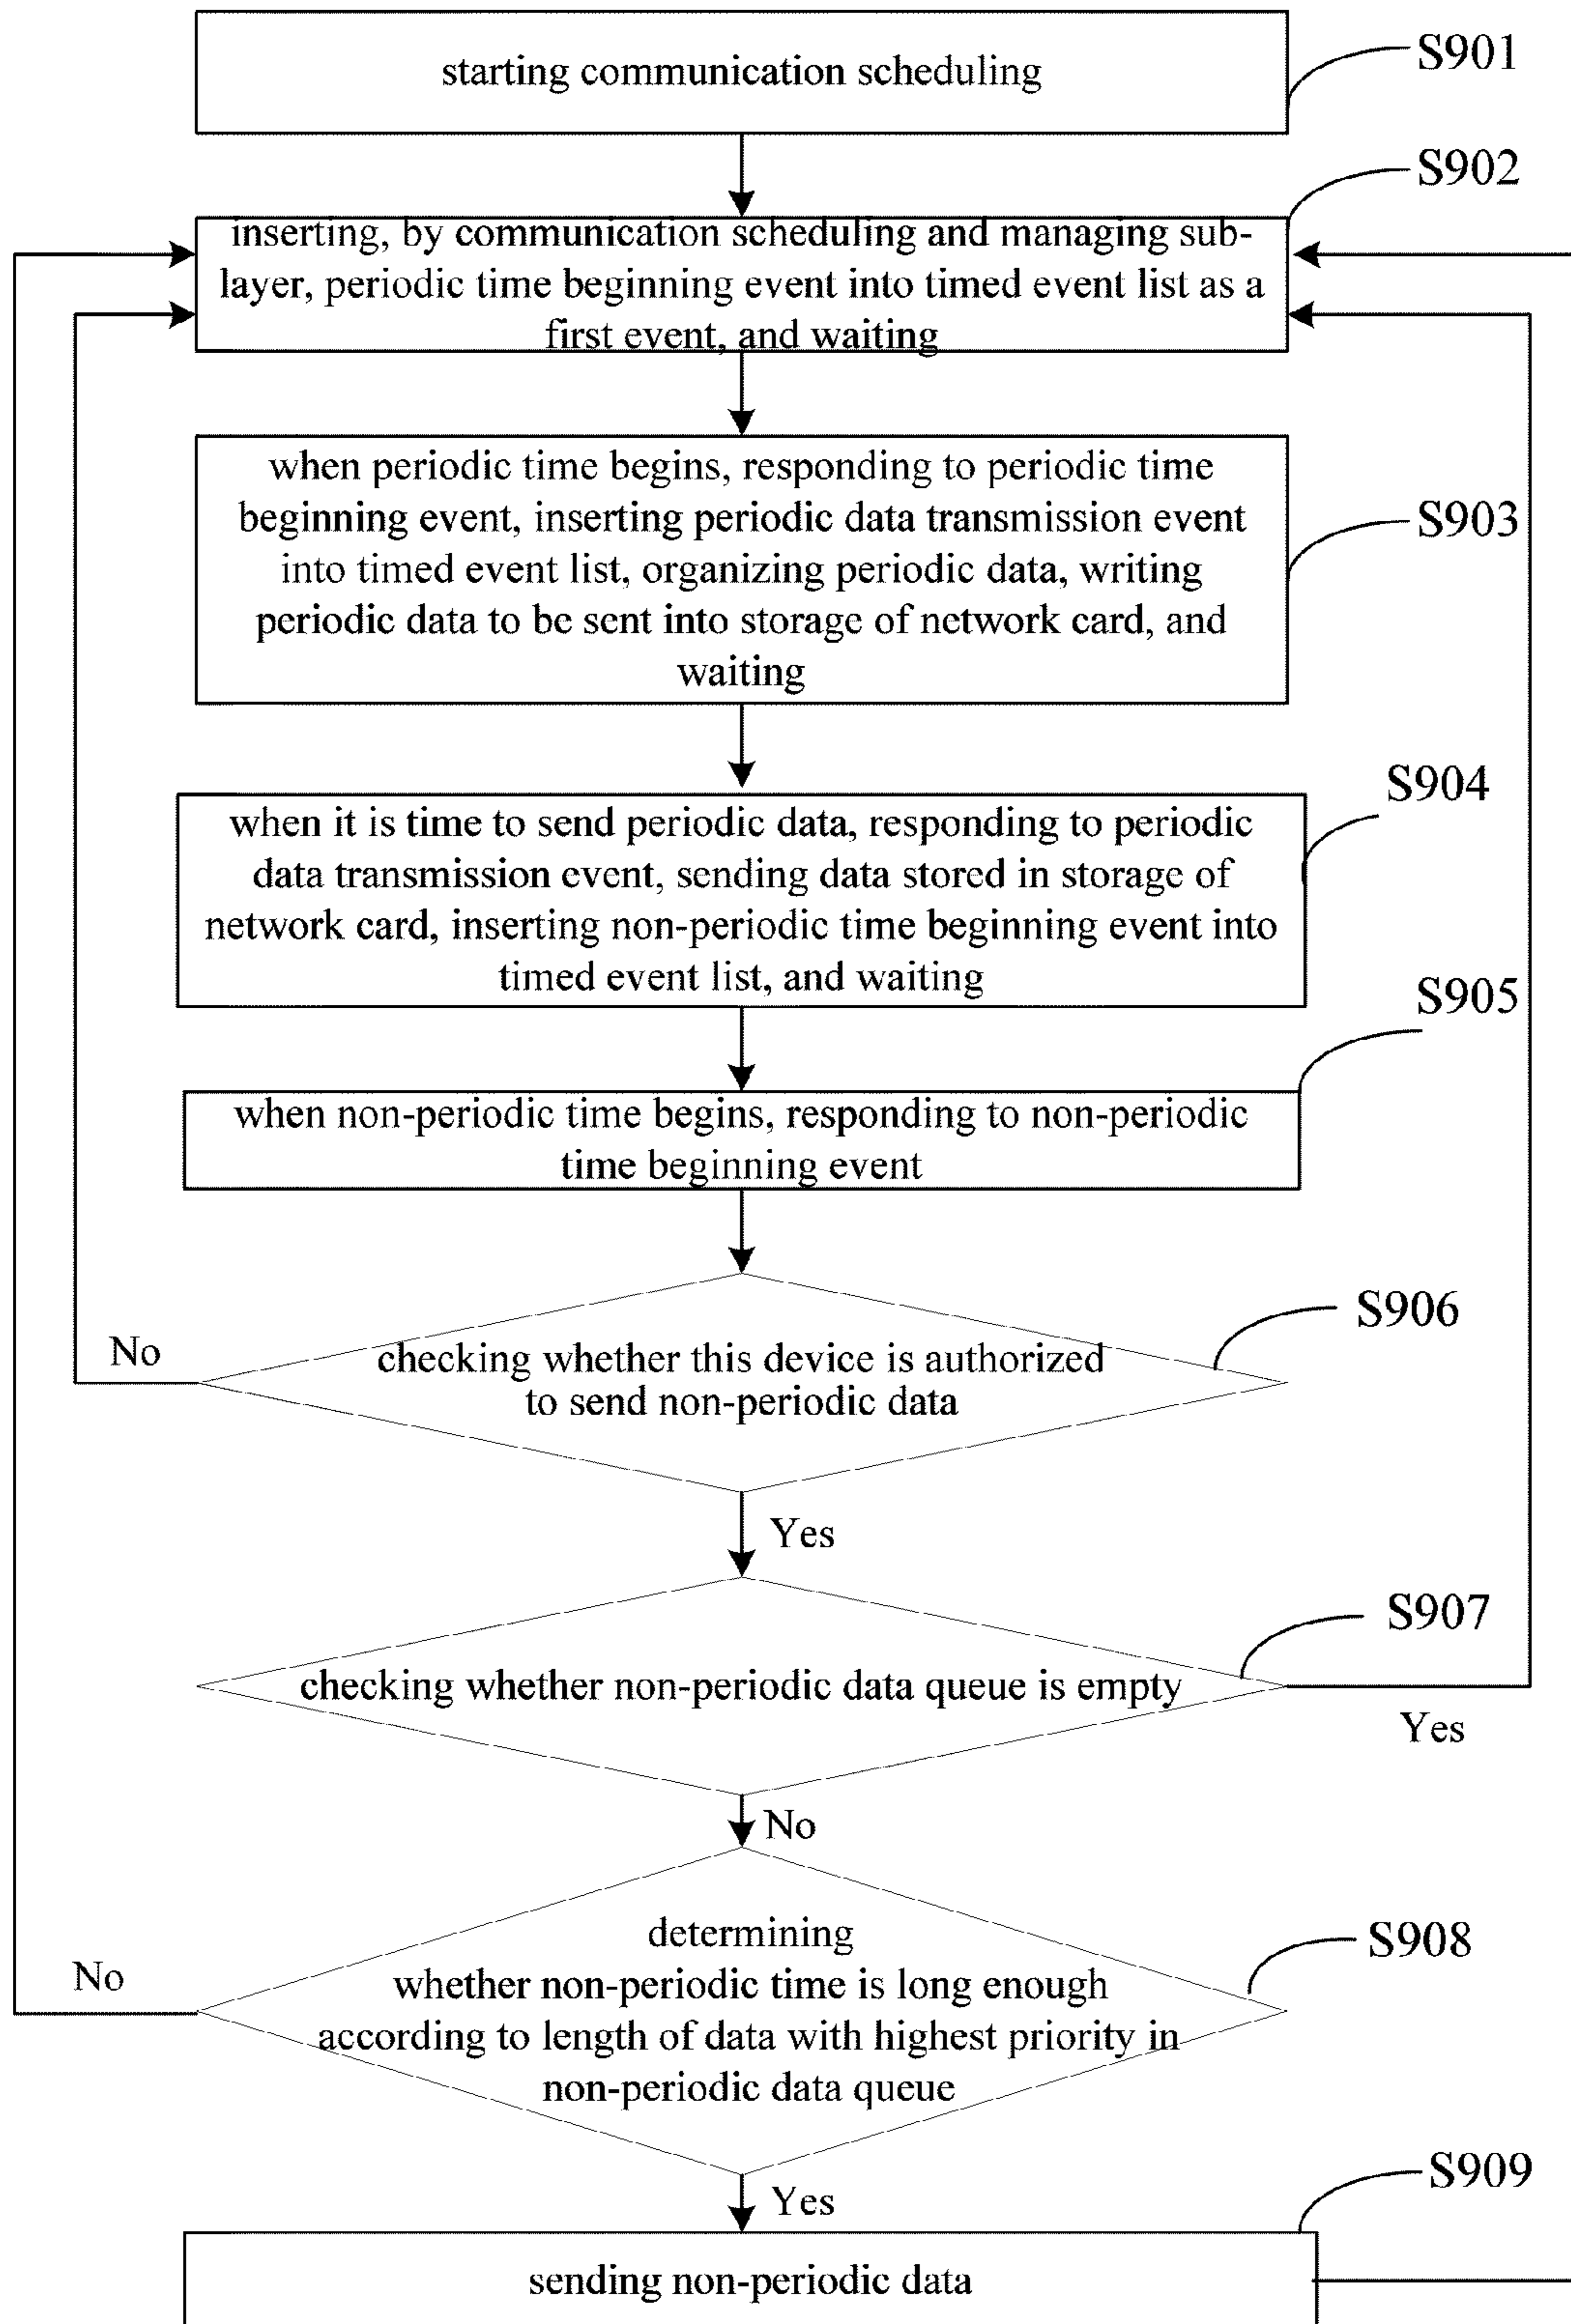 starting communication scheduling
S901
S902
inserting, by communication scheduling and managing sub-
layer, periodic time beginning event into timed event list as a
first event, and waiting
when periodic time begins, responding to periodic time
beginning event, inserting periodic data transmission event
into timed event list, organizing periodic data, writing
periodic data to be sent into storage of network card, and
waiting
S903
S904
when it is time to send periodic data, responding to periodic
data transmission event, sending data stored in storage of
network card, inserting non-periodic time beginning event into
timed event list, and waiting
S905
when non-periodic time begins, responding to non-periodic
time beginning event
S906
No
checking whether this device is authorized
to send non-periodic data
Yes
S907
checking whether non-periodic data queue is empty
Yes
No
determining
whether non-periodic time is long enough
according to length of data with highest priority in
non-periodic data queue
S908
No
Yes
S909
sending non-periodic data